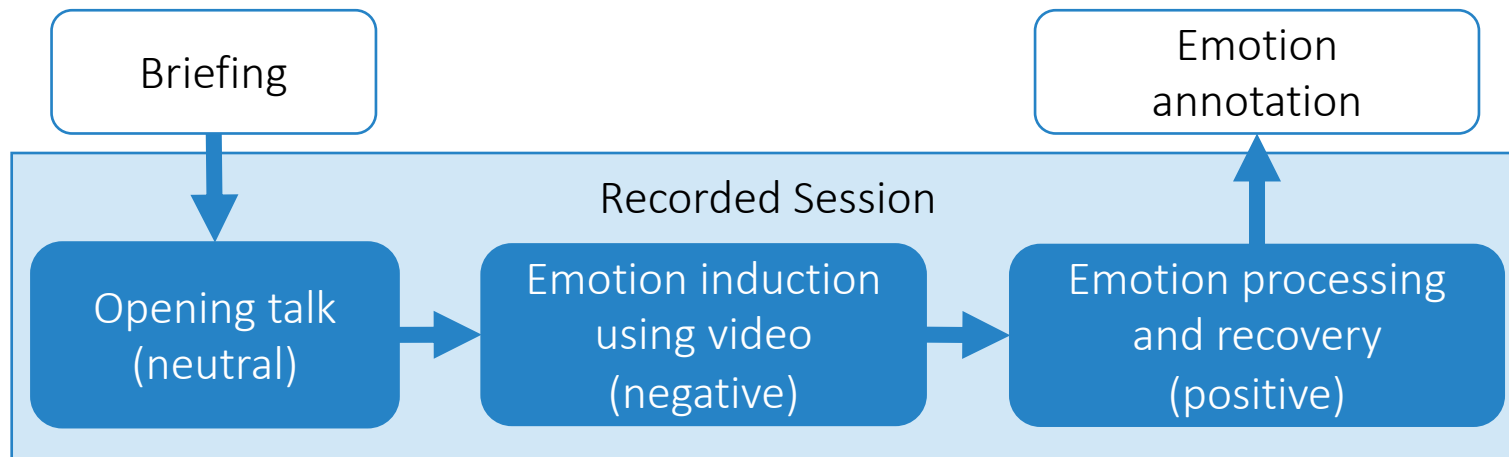 Briefing
Emotion
annotation
Recorded Session
Opening talk
(neutral)
Emotion induction
using video
(negative)
Emotion processing
and recovery
(positive)